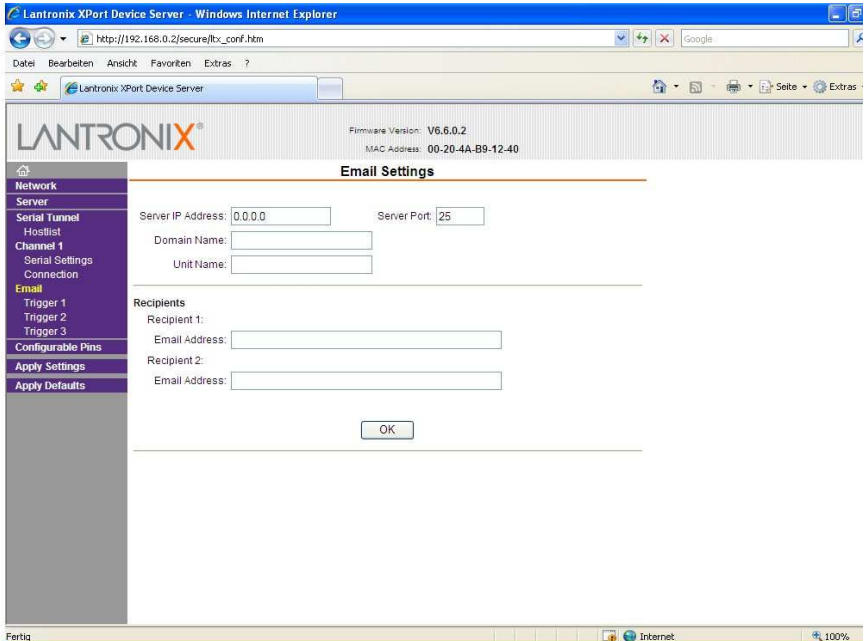 Lantronix XPort Device Server - Windows Internet Explorer
http://192.168.0.2/secure/ltx_conf.htm
Google
Datei Bearbeiten Ansicht Favoriten Extras ?
Lantronix XPort Device Server
Seite Extras
LANTRONIX®
Firmware Version: V6.6.0.2
MAC Address: 00-20-4A-B9-12-40
Email Settings
Network
Server
Serial Tunnel
Hostlist
Channel 1
Serial Settings
Connection
Email
Trigger 1
Trigger 2
Trigger 3
Configurable Pins
Apply Settings
Apply Defaults
Server IP Address: 0.0.0.0 Server Port: 25
Domain Name:
Unit Name:
Recipients
Recipient 1:
Email Address:
Recipient 2:
Email Address:
OK
Fertig
Internet
100%